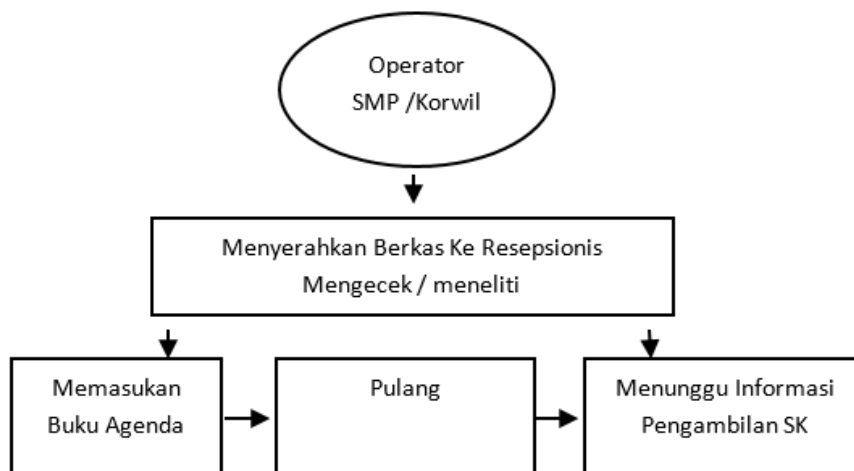 Operator
SMP /Korwil
Menyerahkan Berkas Ke Resepsionis
Mengecek / meneliti
Memasukan
Buku Agenda
Pulang
Menunggu Informasi
Pengambilan SK